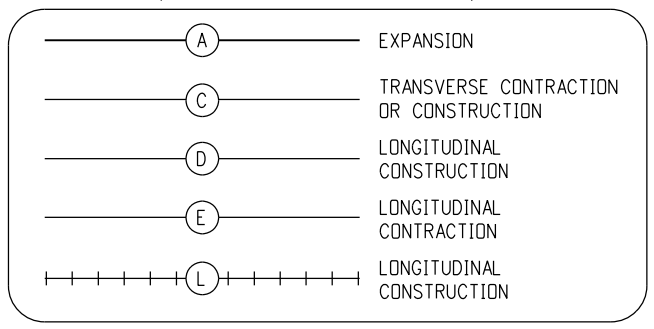 A EXPANSION
C TRANSVERSE CONTRACTION
OR CONSTRUCTION
D LONGITUDINAL
CONSTRUCTION
E LONGITUDINAL
CONTRACTION
L LONGITUDINAL
CONSTRUCTION